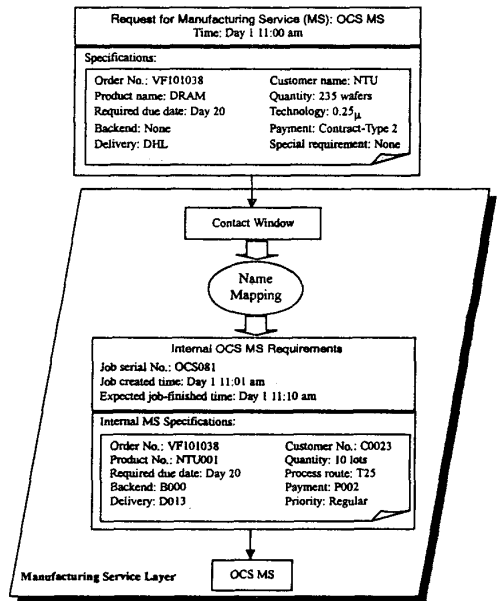 Request for Manufacturing Service (MS): OCS MS
Time: Day 1 11:00 am
Specifications:
Order No.: VF101038 Customer name: NTU
Product name: DRAM Quantity: 235 wafers
Required due date: Day 20 Technology: 0.25μ
Backend: None Payment: Contract-Type 2
Delivery: DHL Special requirement: None
Contact Window
Name
Mapping
Internal OCS MS Requirements
Job serial No.: OCS081
Job created time: Day 1 11:01 am
Expected job-finished time: Day 1 11:10 am
Internal MS Specifications:
Order No.: VF101038 Customer No.: C0023
Product No.: NTU001 Quantity: 10 lots
Required due date: Day 20 Process route: T25
Backend: B000 Payment: P002
Delivery: D013 Priority: Regular
Manufacturing Service Layer OCS MS